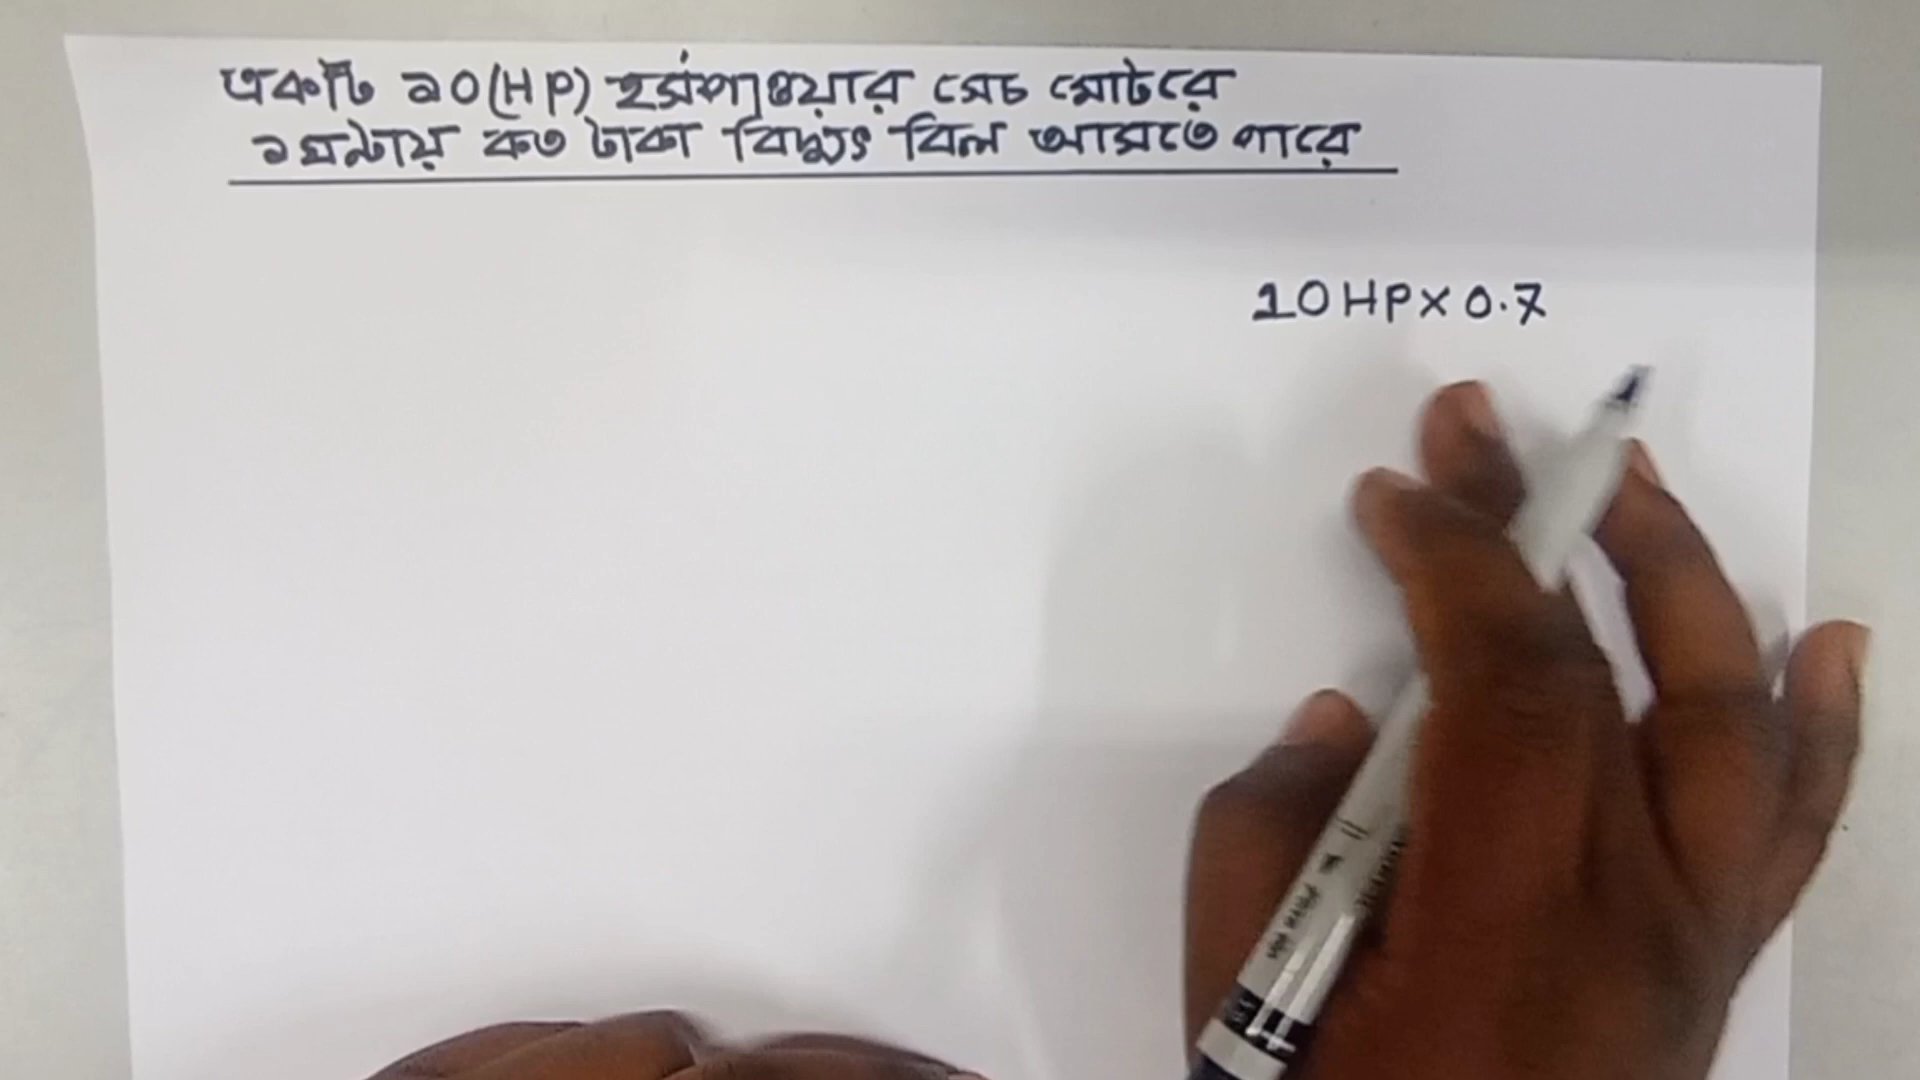 একটি ১০(HP) হর্সপাওয়ার সেচ মোটরে
১ঘন্টায় কত টাকা বিদ্যুৎ বিল আসতে পারে
10HP× 0.7